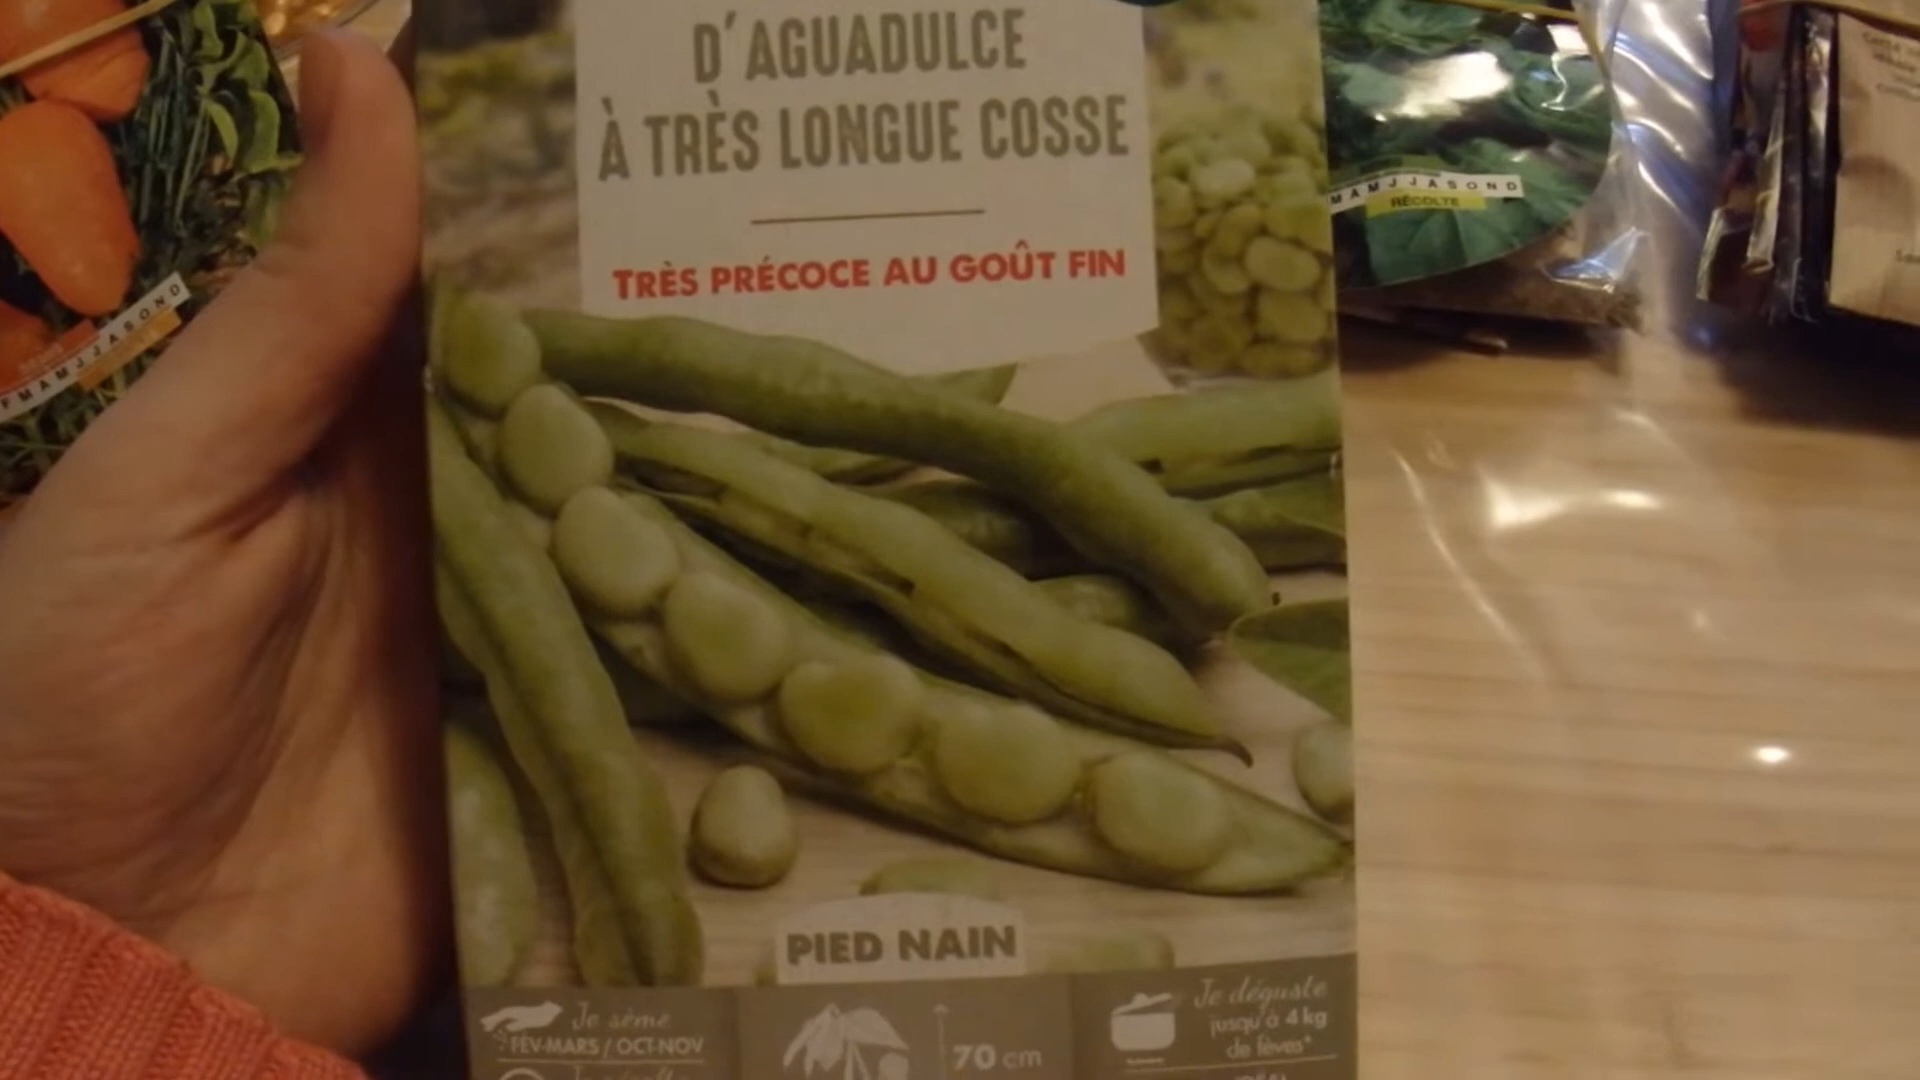 D'AGUADULCE
À TRÈS LONGUE COSSE
TRÈS PRÉCOCE AU GOÛT FIN
PIED NAIN
Je sème
FÉV-MARS / OCT-NOV
70 cm
Je déguste
jusqu'à 4 kg
de fèves*
F M A M J J A S O N D
M A M J J A S O N D
RÉCOLTE